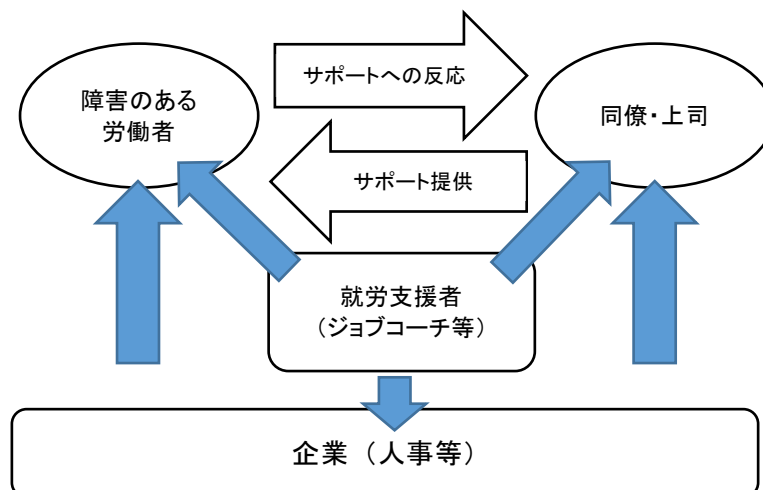 サポートへの反応
障害のある
労働者
同僚・上司
サポート提供
就労支援者
（ジョブコーチ等）
企業（人事等）